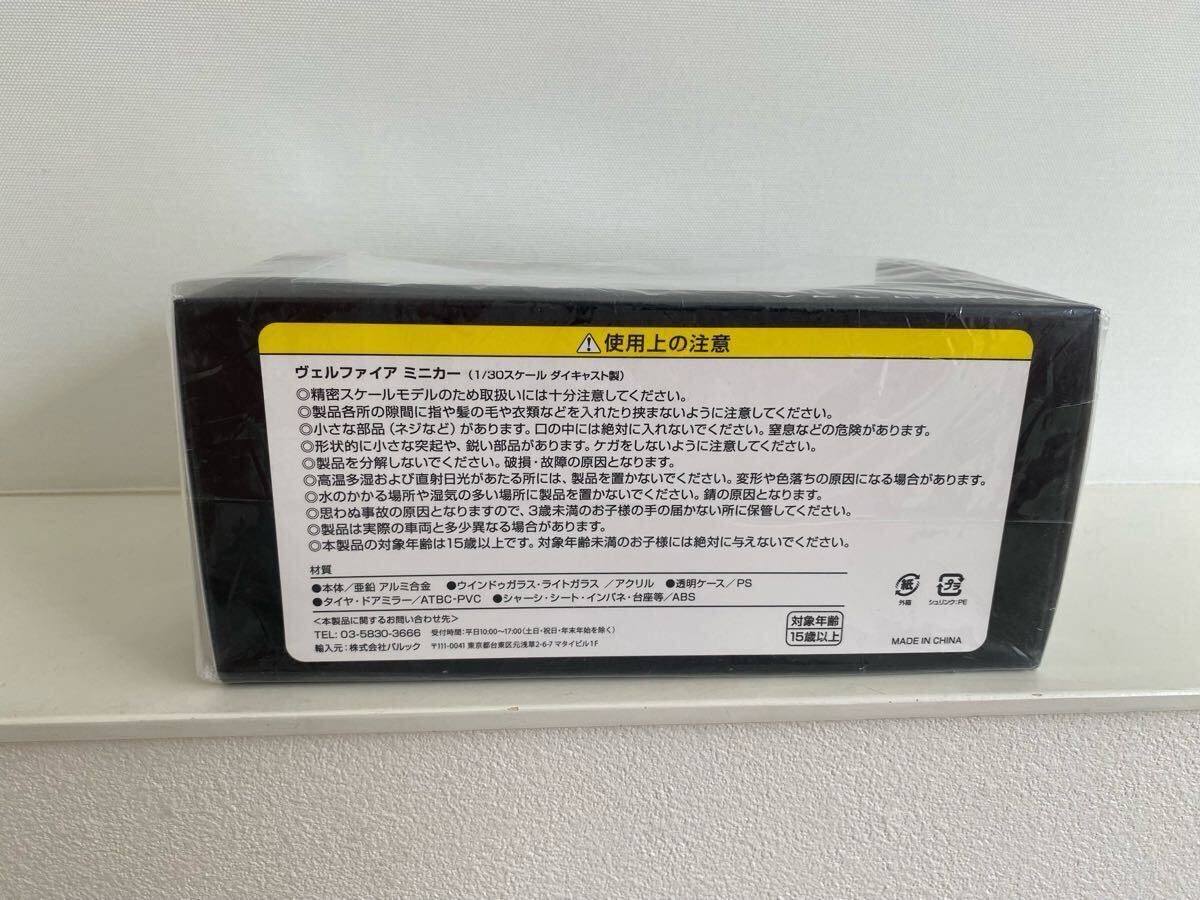 ⚠使用上の注意
ヴェルファイア ミニカー（1/30スケール ダイキャスト製）
◎精密スケールモデルのため取扱いには十分注意してください。
◎製品各所の隙間に指や髪の毛や衣類などを入れたり挟まないように注意してください。
◎小さな部品（ネジなど）があります。口の中には絶対に入れないでください。窒息などの危険があります。
◎形状的に小さな突起や、鋭い部品があります。ケガをしないように注意してください。
◎製品を分解しないでください。破損・故障の原因となります。
◎高温多湿および直射日光があたる所には、製品を置かないでください。変形や色落ちの原因になる場合があります。
◎水のかかる場所や湿気の多い場所に製品を置かないでください。錆の原因となります。
◎思わぬ事故の原因となりますので、3歳未満のお子様の手の届かない所に保管してください。
◎製品は実際の車両と多少異なる場合があります。
◎本製品の対象年齢は15歳以上です。対象年齢未満のお子様には絶対に与えないでください。
材質
●本体/亜鉛 アルミ合金 ●ウインドゥガラス・ライトガラス /アクリル ●透明ケース/PS
●タイヤ・ドアミラー/ATBC-PVC ●シャーシ・シート・インパネ・台座等/ABS
＜本製品に関するお問い合わせ先＞
TEL: 03-5830-3666 受付時間：平日10:00〜17:00（土日・祝日・年末年始を除く）
輸入元：株式会社パルック 〒111-0041 東京都台東区元浅草2-6-7 マタイビル1F
対象年齢
15歳以上
紙
外箱
プラ
シュリンク：PE
MADE IN CHINA